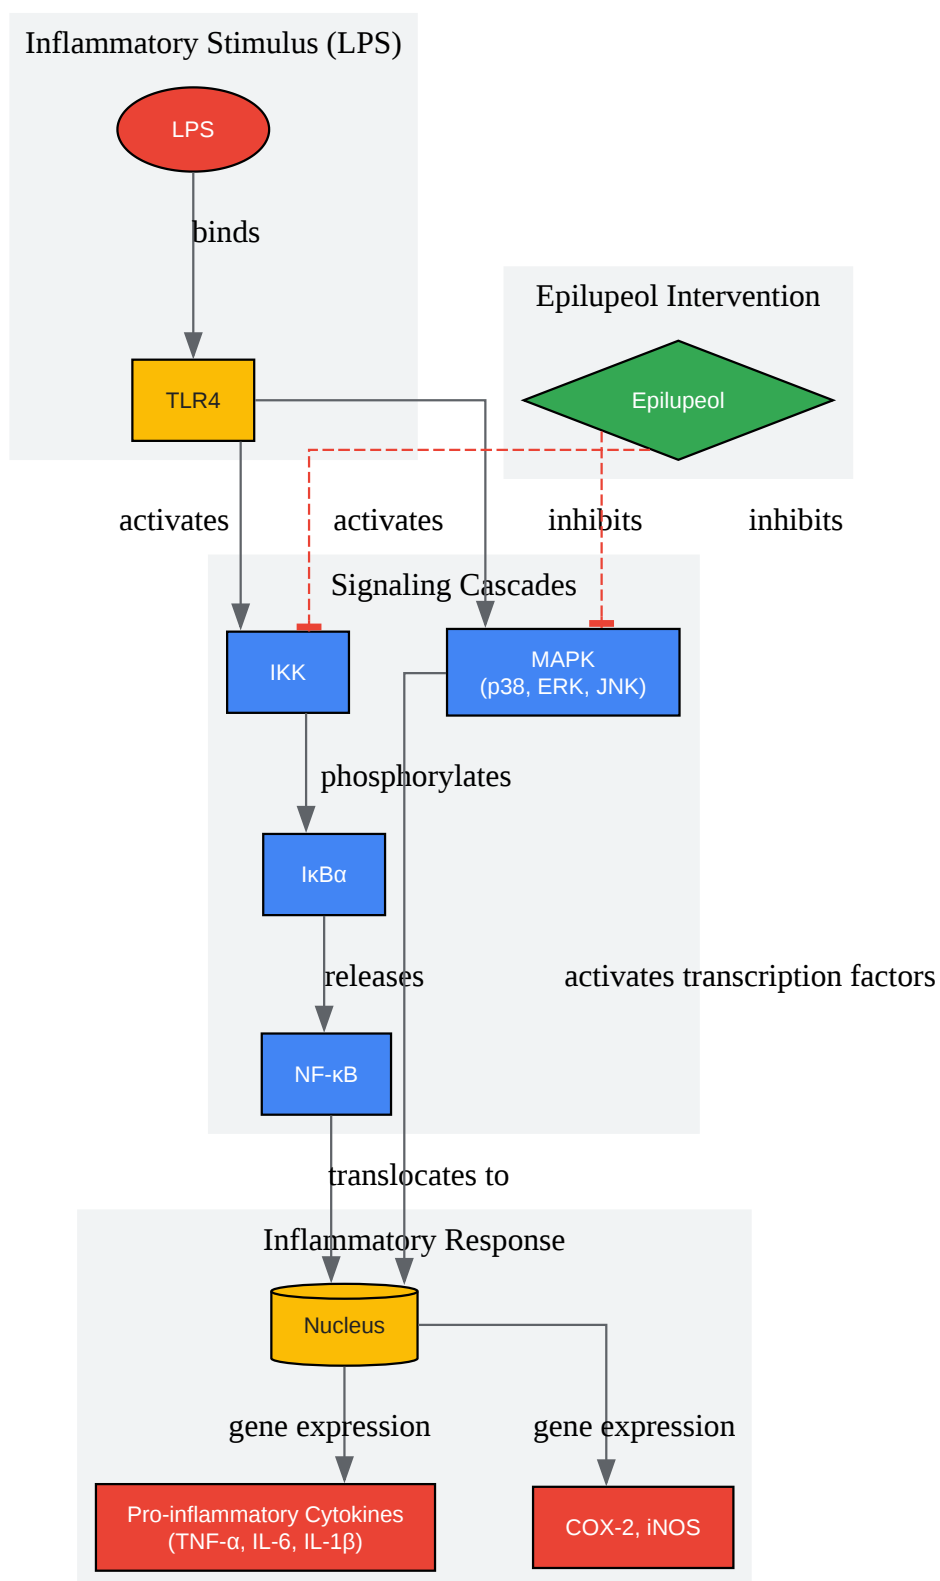 Inflammatory Stimulus (LPS)
LPS
binds
Epilupeol Intervention
TLR4
Epilupeol
activates
activates
inhibits
inhibits
Signaling Cascades
IKK
MAPK
(p38, ERK, JNK)
phosphorylates
IκBα
releases
activates transcription factors
NF-κB
translocates to
Inflammatory Response
Nucleus
gene expression
gene expression
Pro-inflammatory Cytokines
(TNF-α, IL-6, IL-1β)
COX-2, iNOS